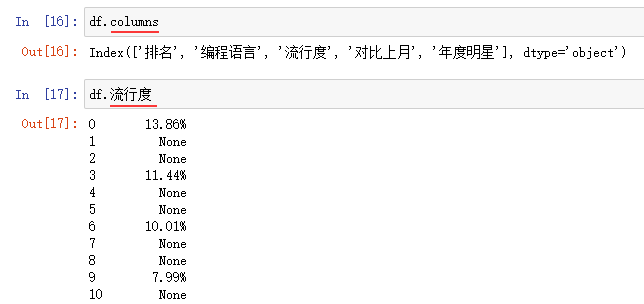 In [16]: df.columns
Out[16]: Index(['排名', '编程语言', '流行度', '对比上月', '年度明星'], dtype='object')
In [17]: df.流行度
Out[17]: 0 13.86%
1 None
2 None
3 11.44%
4 None
5 None
6 10.01%
7 None
8 None
9 7.99%
10 None